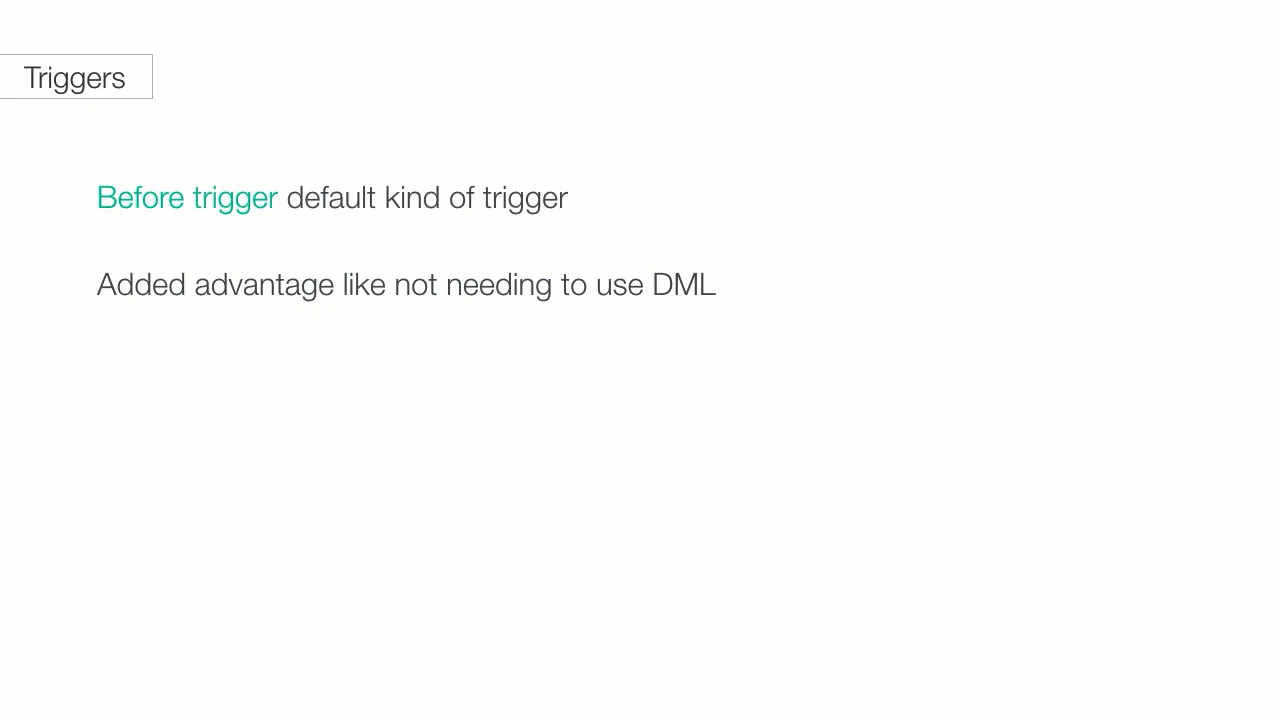 Triggers
Before trigger default kind of trigger
Added advantage like not needing to use DML